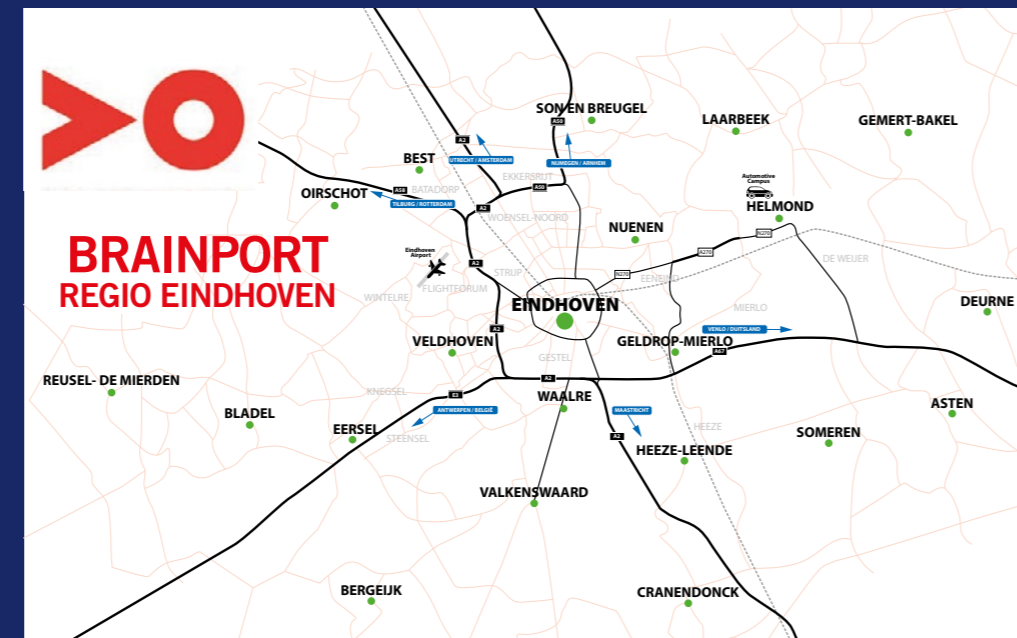 SON EN BREUGEL
LAARBEEK
GEMERT-BAKEL
A50
A2
UTRECHT / AMSTERDAM
NIJMEGEN / ARNHEM
BEST
EKKERSRIJT
Automotive
Campus
OIRSCHOT
A58
BATADORP
A50
TILBURG / ROTTERDAM
A2
HELMOND
WOENSEL-NOORD
NUENEN
N270
BRAINPORT
REGIO EINDHOVEN
Eindhoven
Airport
A270
DE WEIJER
A2
STRIJP
N270
EENEIND
WINTELRE
FLIGHTFORUM
EINDHOVEN
MIERLO
DEURNE
A2
VENLO / DUITSLAND
VELDHOVEN
GELDROP-MIERLO
A67
GESTEL
REUSEL- DE MIERDEN
A2
KNEGSEL
E3
WAALRE
ASTEN
BLADEL
ANTWERPEN / BELGIË
MAASTRICHT
EERSEL
STEENSEL
A2
HEEZE
SOMEREN
HEEZE-LEENDE
VALKENSWAARD
BERGEIJK
CRANENDONCK